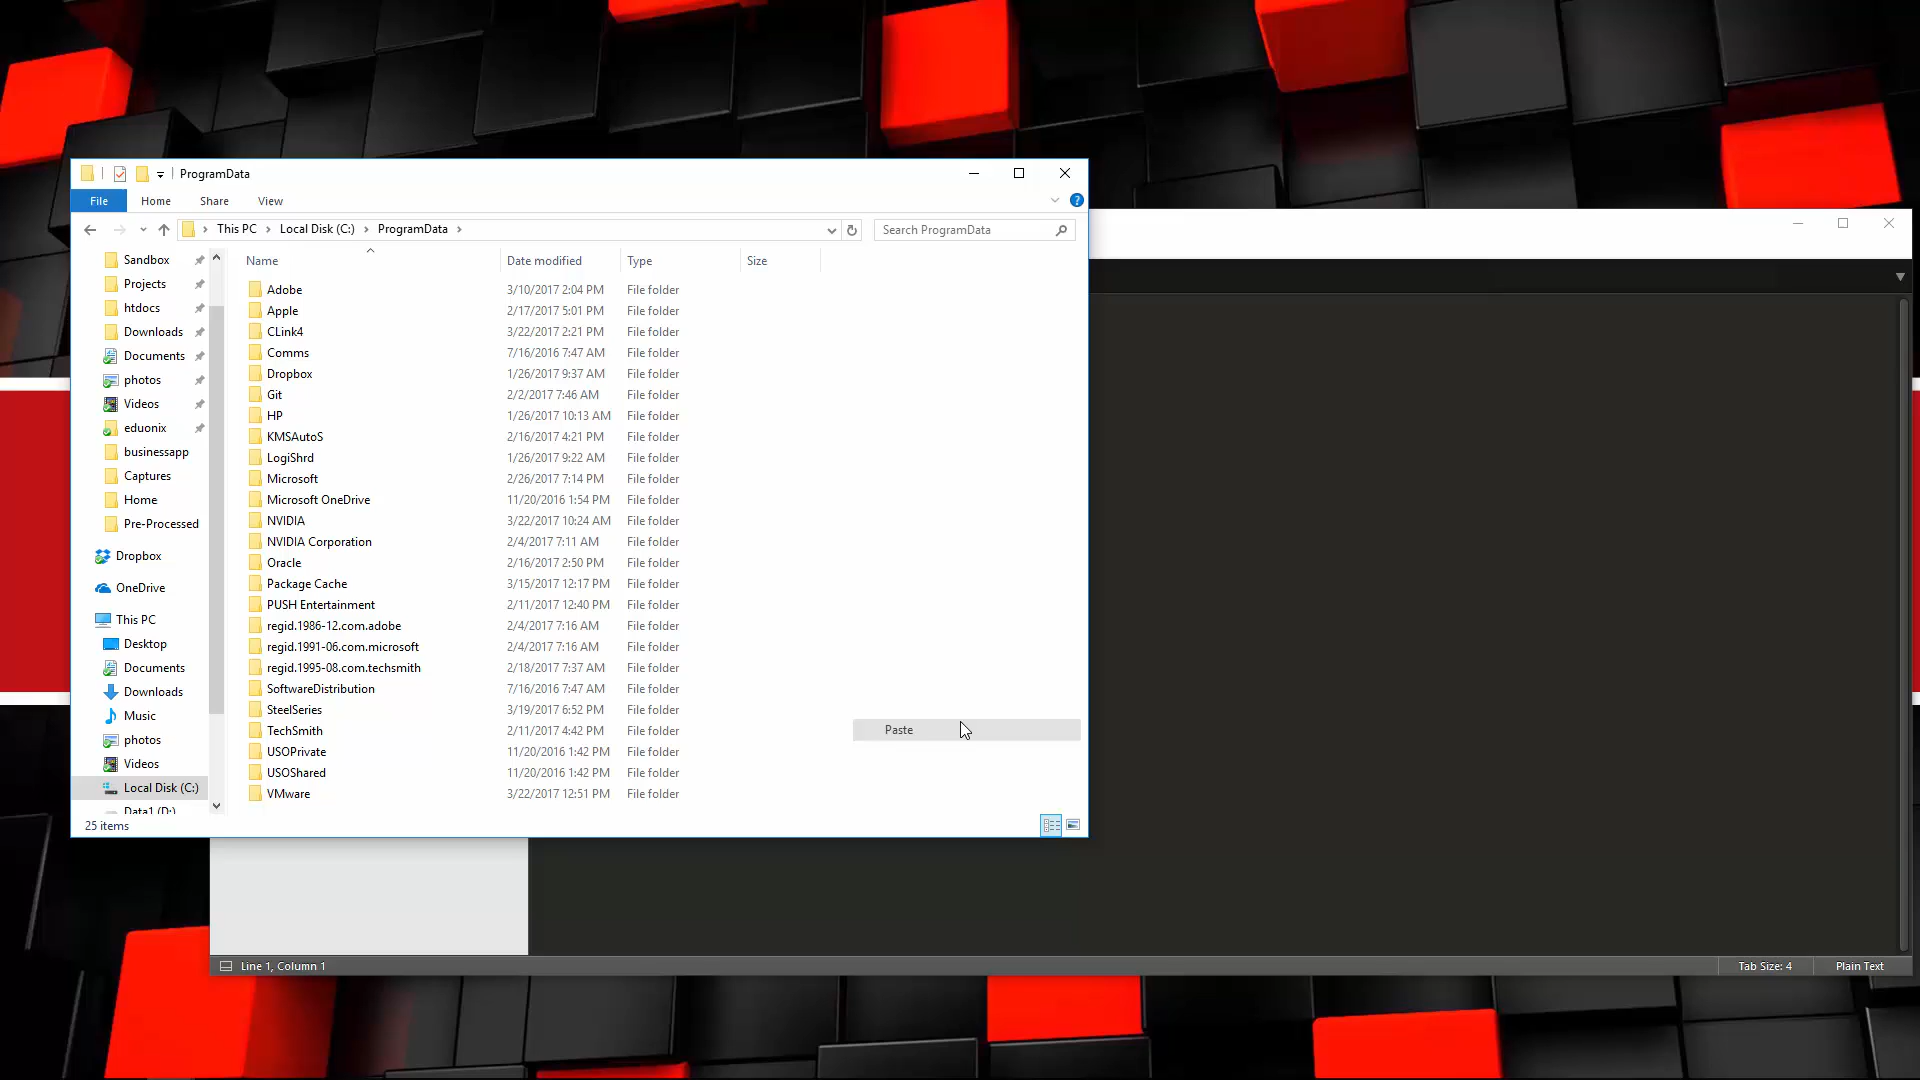 ProgramData
File Home Share View
This PC Local Disk (C:) ProgramData
Search ProgramData
Sandbox
Projects
htdocs
Downloads
Documents
photos
Videos
eduonix
businessapp
Captures
Home
Pre-Processed
Dropbox
OneDrive
This PC
Desktop
Documents
Downloads
Music
photos
Videos
Local Disk (C:)
Data1 (D:)
Name Date modified Type Size
Adobe 3/10/2017 2:04 PM File folder
Apple 2/17/2017 5:01 PM File folder
CLink4 3/22/2017 2:21 PM File folder
Comms 7/16/2016 7:47 AM File folder
Dropbox 1/26/2017 9:37 AM File folder
Git 2/2/2017 7:46 AM File folder
HP 1/26/2017 10:13 AM File folder
KMSAutoS 2/16/2017 4:21 PM File folder
LogiShrd 1/26/2017 9:22 AM File folder
Microsoft 2/26/2017 7:14 PM File folder
Microsoft OneDrive 11/20/2016 1:54 PM File folder
NVIDIA 3/22/2017 10:24 AM File folder
NVIDIA Corporation 2/4/2017 7:11 AM File folder
Oracle 2/16/2017 2:50 PM File folder
Package Cache 3/15/2017 12:17 PM File folder
PUSH Entertainment 2/11/2017 12:40 PM File folder
regid.1986-12.com.adobe 2/4/2017 7:16 AM File folder
regid.1991-06.com.microsoft 2/4/2017 7:16 AM File folder
regid.1995-08.com.techsmith 2/18/2017 7:37 AM File folder
SoftwareDistribution 7/16/2016 7:47 AM File folder
SteelSeries 3/19/2017 6:52 PM File folder
TechSmith 2/11/2017 4:42 PM File folder
USOPrivate 11/20/2016 1:42 PM File folder
USOShared 11/20/2016 1:42 PM File folder
VMware 3/22/2017 12:51 PM File folder
Paste
25 items
Line 1, Column 1
Tab Size: 4
Plain Text